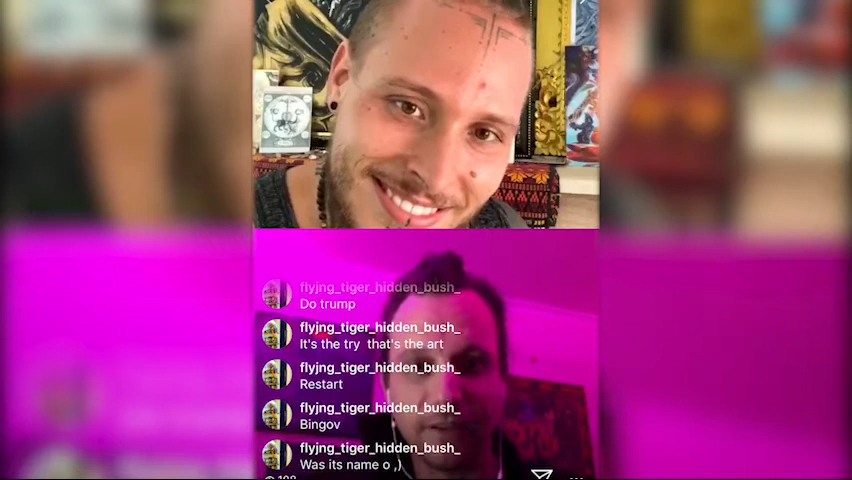 flyjng_tiger_hidden_bush_
Do trump
flyjng_tiger_hidden_bush_
It's the try that's the art
flyjng_tiger_hidden_bush_
Restart
flyjng_tiger_hidden_bush_
Bingov
flyjng_tiger_hidden_bush_
Was its name o ,)